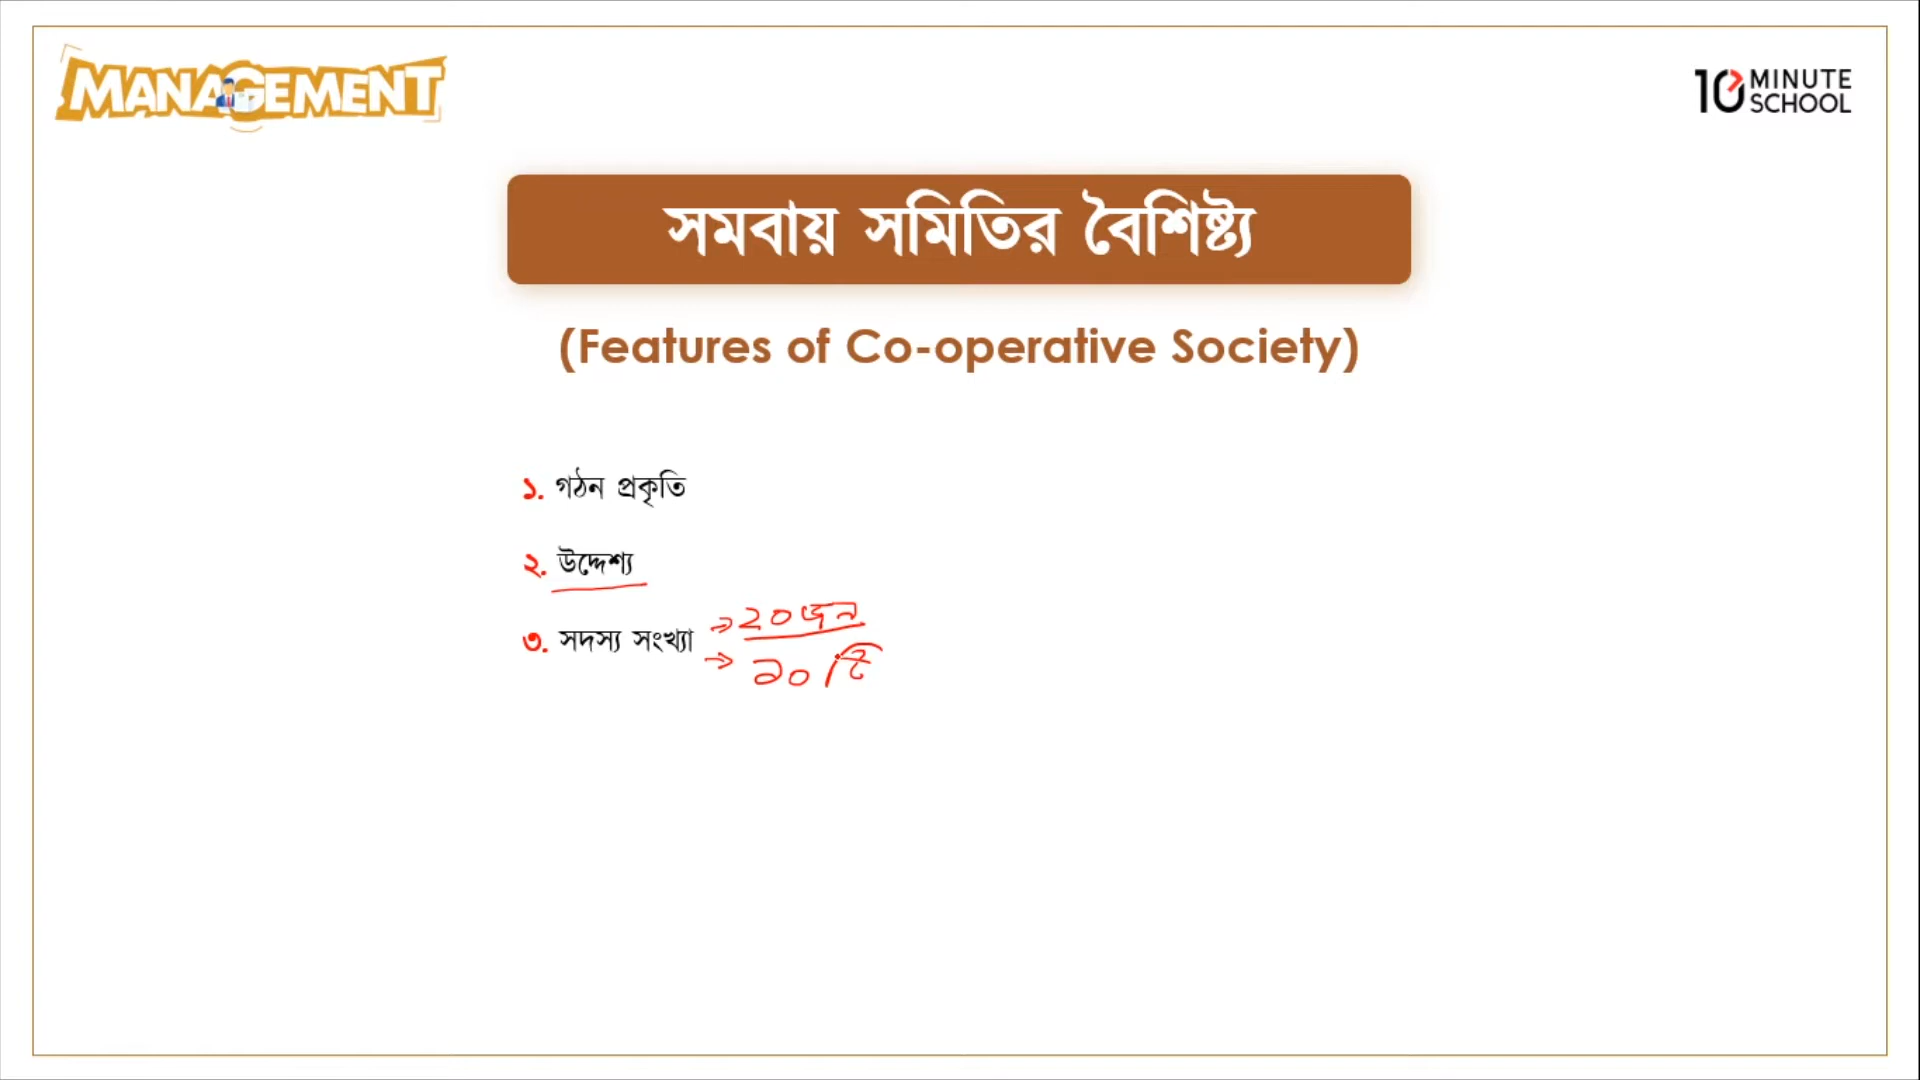 MANAGEMENT
10 MINUTE SCHOOL
সমবায় সমিতির বৈশিষ্ট্য
(Features of Co-operative Society)
১. গঠন প্রকৃতি
২. উদ্দেশ্য
৩. সদস্য সংখ্যা → ২০জন
→ ১০টি